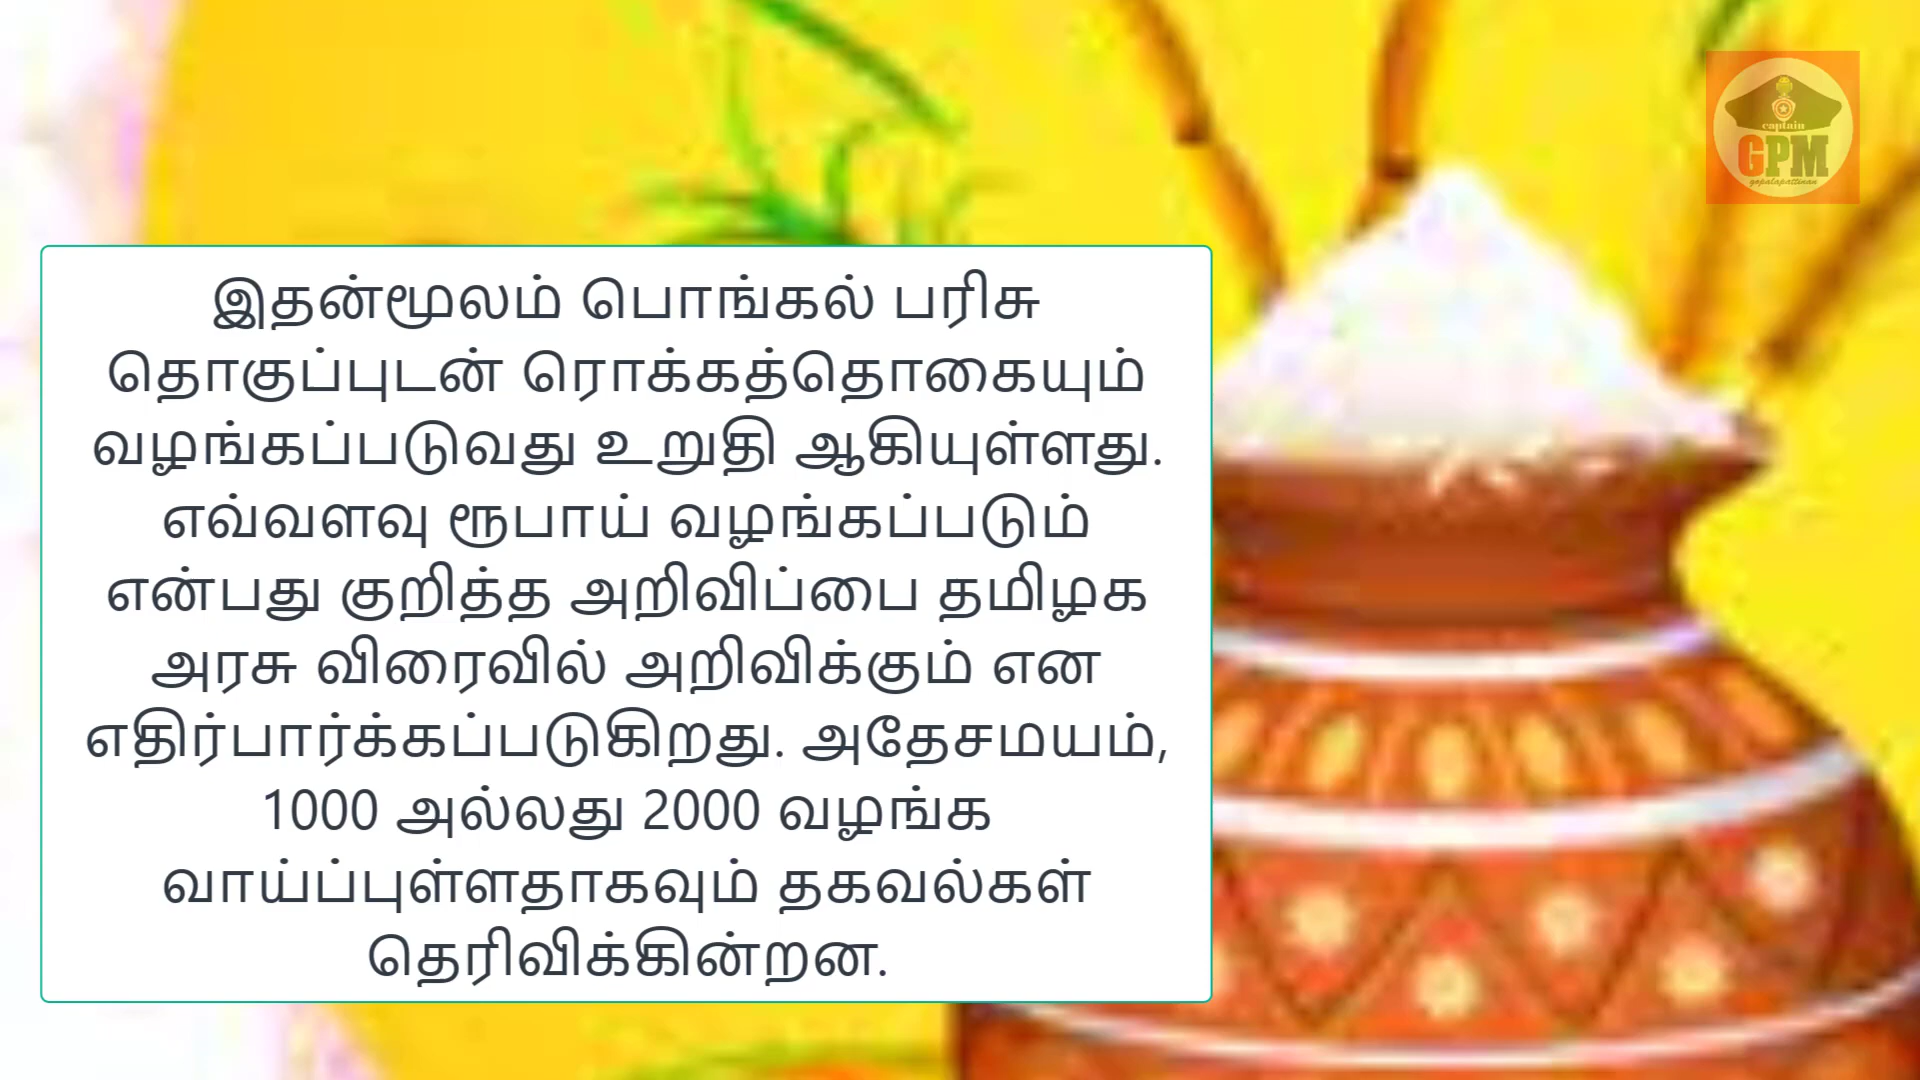 captain
GPM
gopalapattinam
இதன்மூலம் பொங்கல் பரிசு
தொகுப்புடன் ரொக்கத்தொகையும்
வழங்கப்படுவது உறுதி ஆகியுள்ளது.
எவ்வளவு ரூபாய் வழங்கப்படும்
என்பது குறித்த அறிவிப்பை தமிழக
அரசு விரைவில் அறிவிக்கும் என
எதிர்பார்க்கப்படுகிறது. அதேசமயம்,
1000 அல்லது 2000 வழங்க
வாய்ப்புள்ளதாகவும் தகவல்கள்
தெரிவிக்கின்றன.